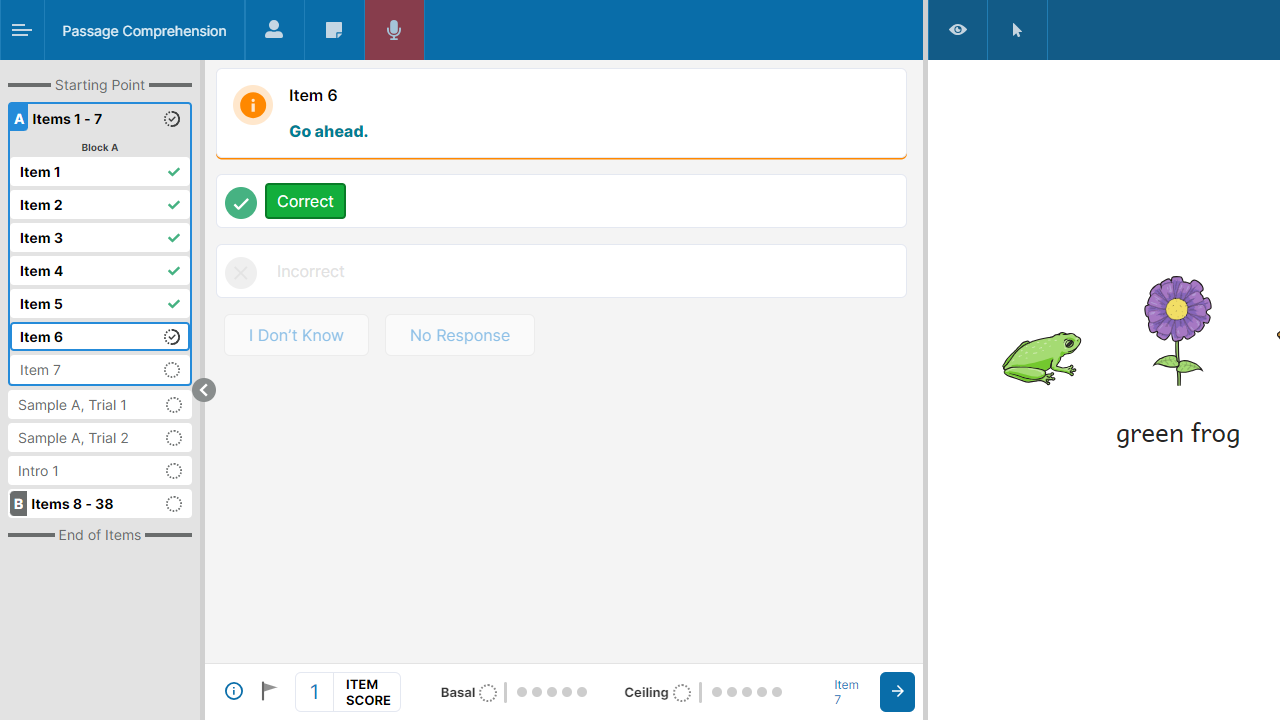 Passage Comprehension
Starting Point
A Items 1 - 7
Block A
Item 1
Item 2
Item 3
Item 4
Item 5
Item 6
Item 7
Sample A, Trial 1
Sample A, Trial 2
Intro 1
B Items 8 - 38
End of Items
Item 6
Go ahead.
Correct
Incorrect
I Don't Know
No Response
1 ITEM
SCORE
Basal
Ceiling
Item
7
green frog